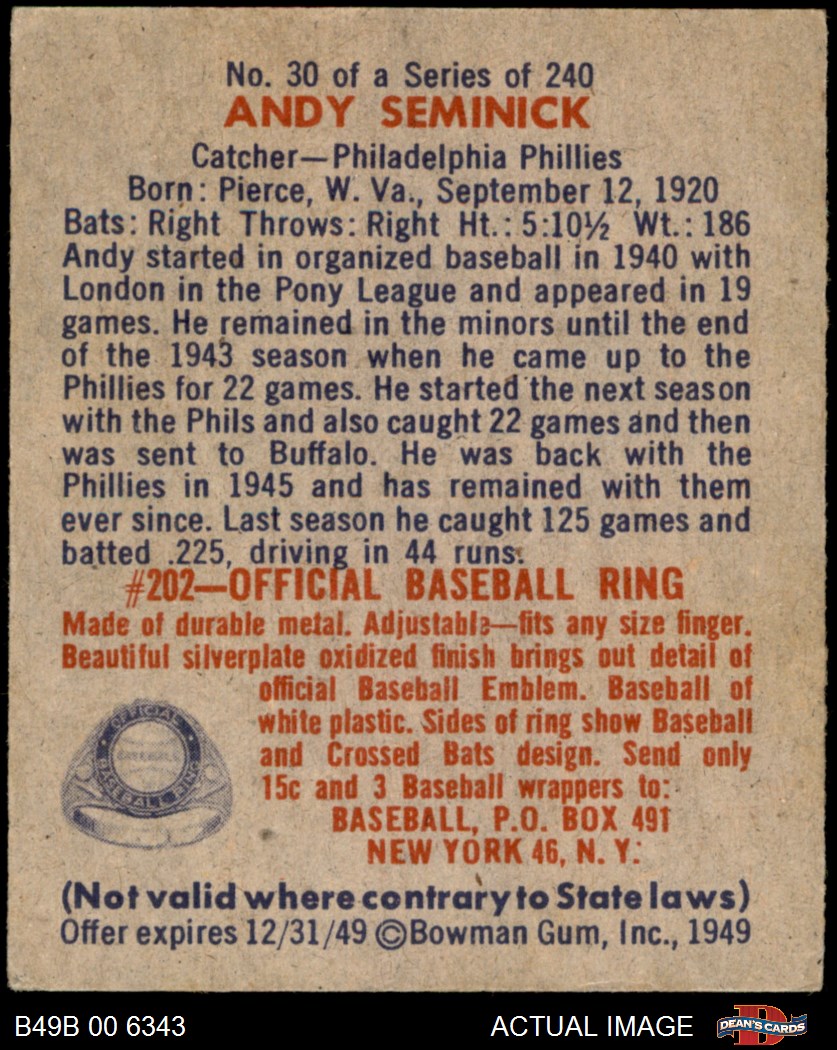 No. 30 of a Series of 240
ANDY SEMINICK
Catcher—Philadelphia Phillies
Born: Pierce, W. Va., September 12, 1920
Bats: Right Throws: Right Ht.: 5:10½ Wt.: 186
Andy started in organized baseball in 1940 with
London in the Pony League and appeared in 19
games. He remained in the minors until the end
of the 1943 season when he came up to the
Phillies for 22 games. He started the next season
with the Phils and also caught 22 games and then
was sent to Buffalo. He was back with the
Phillies in 1945 and has remained with them
ever since. Last season he caught 125 games and
batted .225, driving in 44 runs.
#202—OFFICIAL BASEBALL RING
Made of durable metal. Adjustable—fits any size finger.
Beautiful silverplate oxidized finish brings out detail of
official Baseball Emblem. Baseball of
white plastic. Sides of ring show Baseball
and Crossed Bats design. Send only
15c and 3 Baseball wrappers to:
BASEBALL, P.O. BOX 491
NEW YORK 46, N. Y.
OFFICIAL
BASEBALL RING
(Not valid where contrary to State laws)
Offer expires 12/31/49 ©Bowman Gum, Inc., 1949
B49B 00 6343
ACTUAL IMAGE
D
DEAN'S CARDS